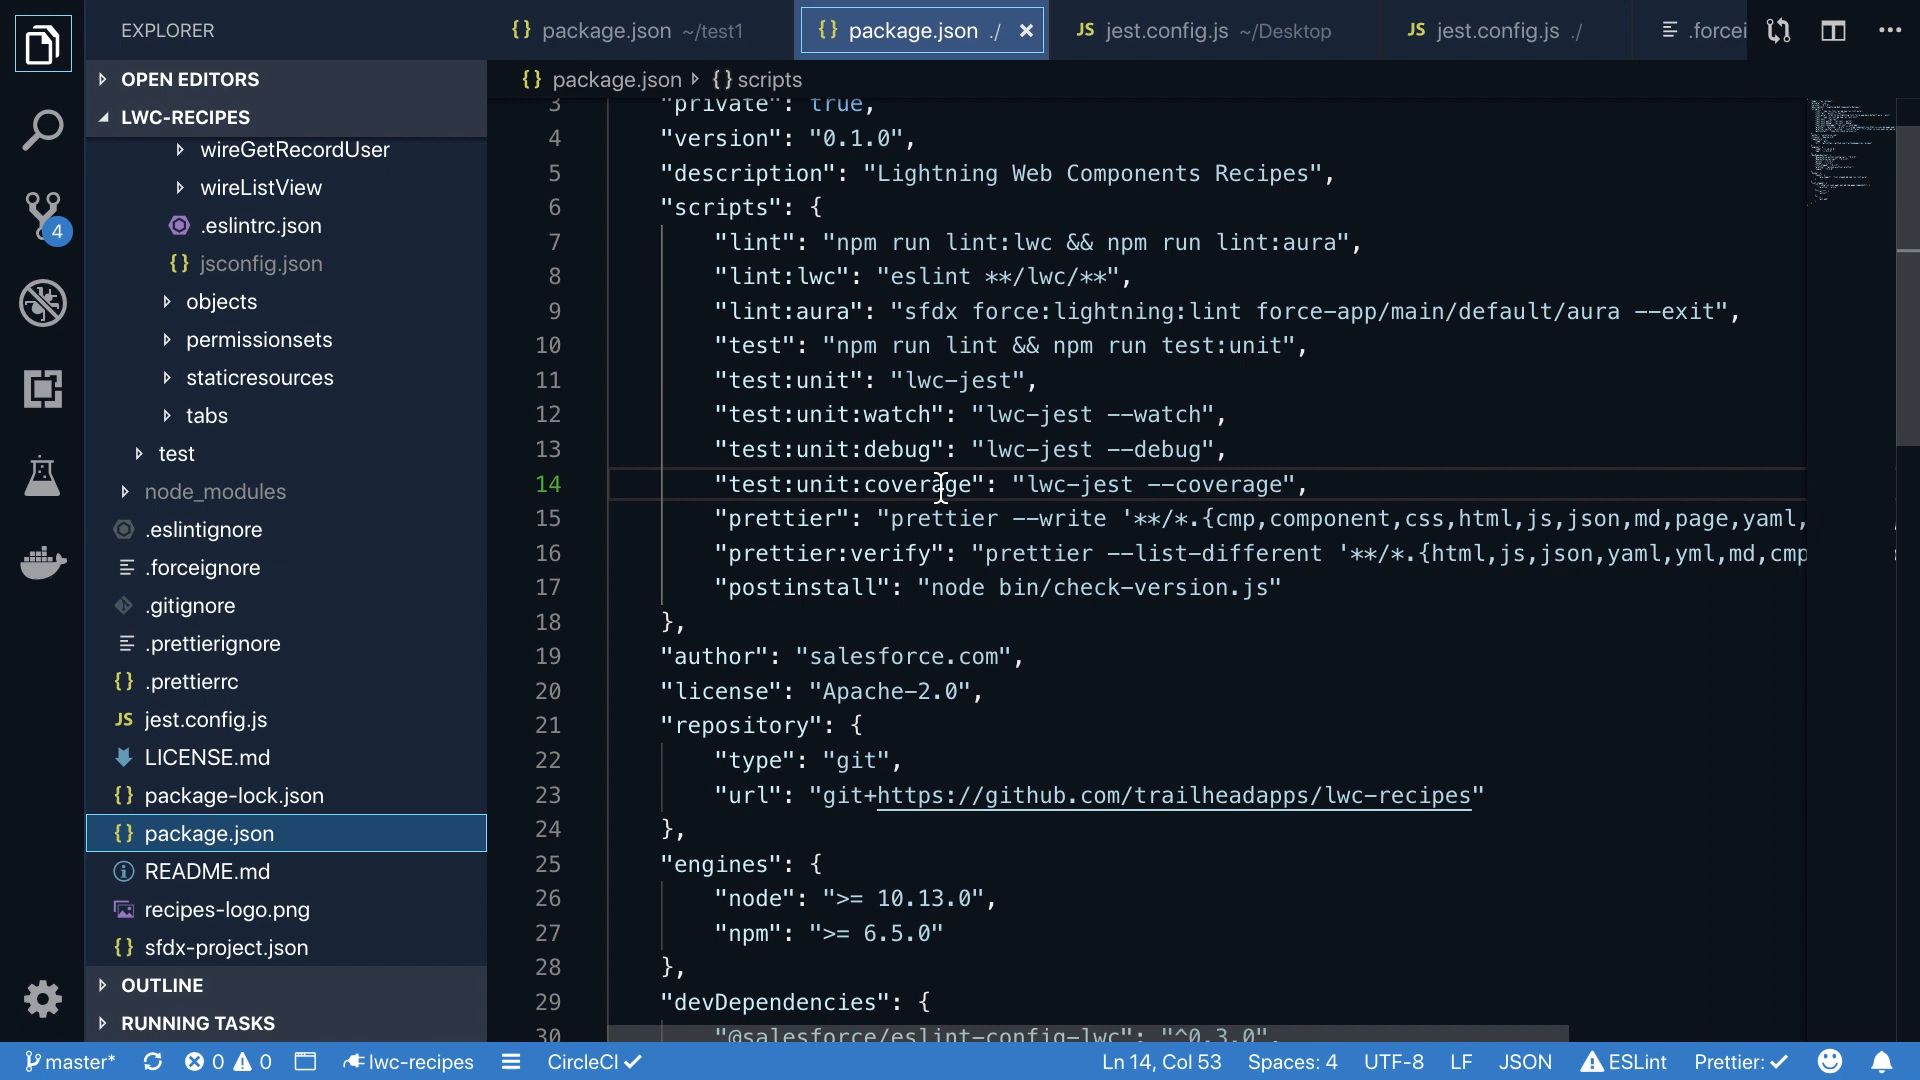 EXPLORER
OPEN EDITORS
LWC-RECIPES
wireGetRecordUser
wireListView
.eslintrc.json
{} jsconfig.json
objects
permissionsets
staticresources
tabs
test
node_modules
.eslintignore
.forceignore
.gitignore
.prettierignore
{} .prettierrc
JS jest.config.js
LICENSE.md
{} package-lock.json
{} package.json
README.md
recipes-logo.png
{} sfdx-project.json
OUTLINE
RUNNING TASKS
4
{} package.json ~/test1
{} package.json ./ ×
JS jest.config.js ~/Desktop
JS jest.config.js ./
.forcei
{} package.json {} scripts
3 "private": true,
4 "version": "0.1.0",
5 "description": "Lightning Web Components Recipes",
6 "scripts": {
7 "lint": "npm run lint:lwc && npm run lint:aura",
8 "lint:lwc": "eslint **/lwc/**",
9 "lint:aura": "sfdx force:lightning:lint force-app/main/default/aura --exit",
10 "test": "npm run lint && npm run test:unit",
11 "test:unit": "lwc-jest",
12 "test:unit:watch": "lwc-jest --watch",
13 "test:unit:debug": "lwc-jest --debug",
14 "test:unit:coverage": "lwc-jest --coverage",
15 "prettier": "prettier --write '**/*.{cmp,component,css,html,js,json,md,page,yaml,
16 "prettier:verify": "prettier --list-different '**/*.{html,js,json,yaml,yml,md,cmp
17 "postinstall": "node bin/check-version.js"
18 },
19 "author": "salesforce.com",
20 "license": "Apache-2.0",
21 "repository": {
22 "type": "git",
23 "url": "git+https://github.com/trailheadapps/lwc-recipes"
24 },
25 "engines": {
26 "node": ">= 10.13.0",
27 "npm": ">= 6.5.0"
28 },
29 "devDependencies": {
30 "@salesforce/eslint-config-lwc": "^0.3.0",
master* 0 0 lwc-recipes CircleCI Ln 14, Col 53 Spaces: 4 UTF-8 LF JSON ESLint Prettier: ✓